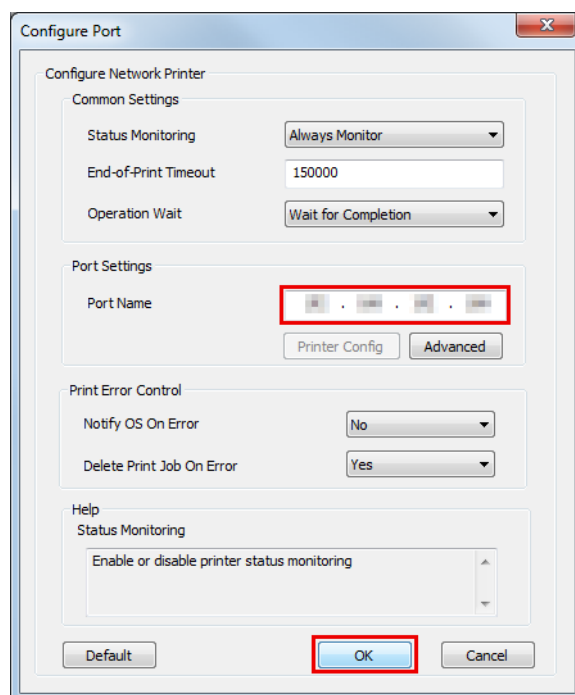 Configure Port
Configure Network Printer
Common Settings
Status Monitoring Always Monitor
End-of-Print Timeout 150000
Operation Wait Wait for Completion
Port Settings
Port Name . . .
Printer Config Advanced
Print Error Control
Notify OS On Error No
Delete Print Job On Error Yes
Help
Status Monitoring
Enable or disable printer status monitoring
Default OK Cancel